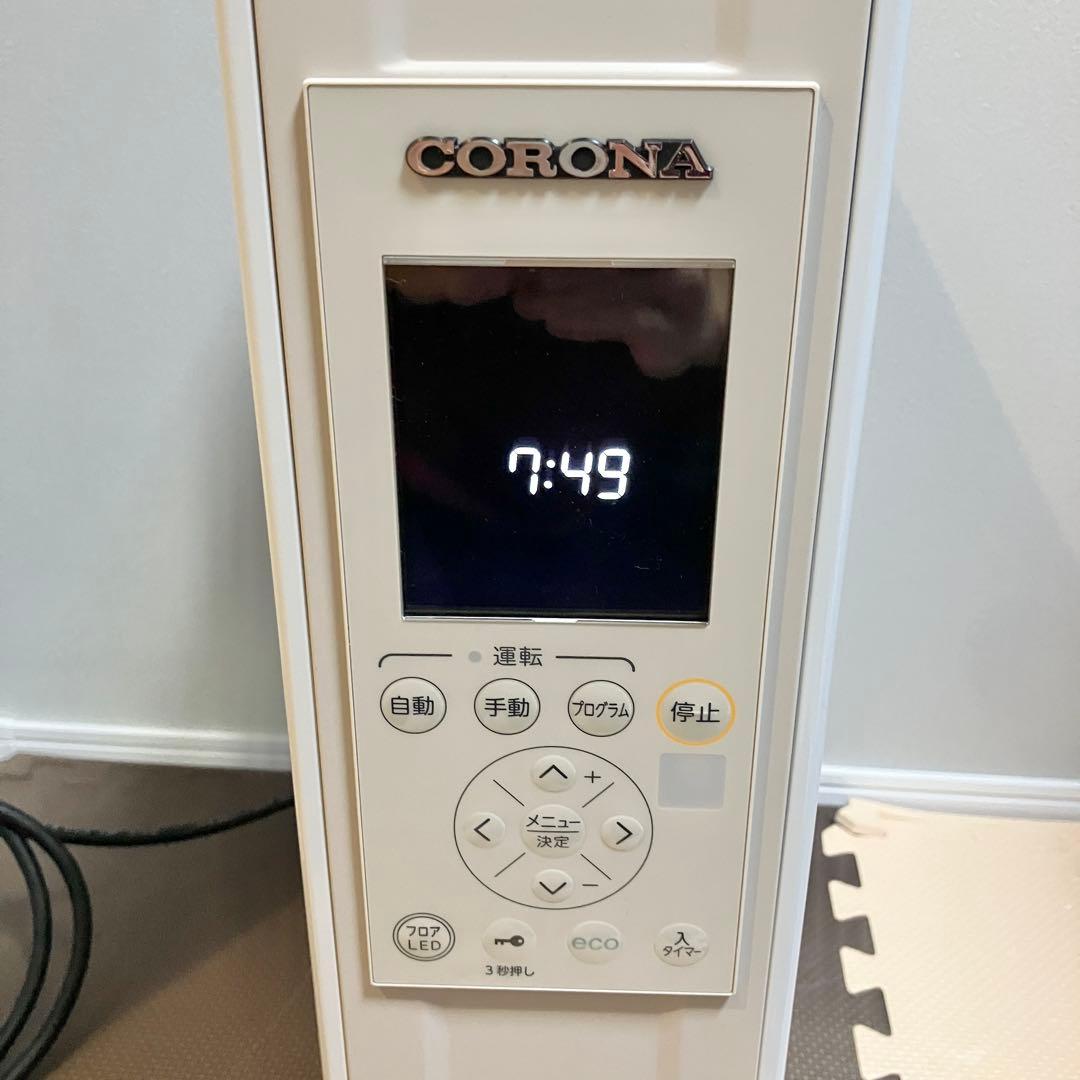 CORONA
7:49
運転
自動 手動 プログラム 停止
+
メニュー
決定
−
フロア
LED
eco
入
タイマー
3秒押し